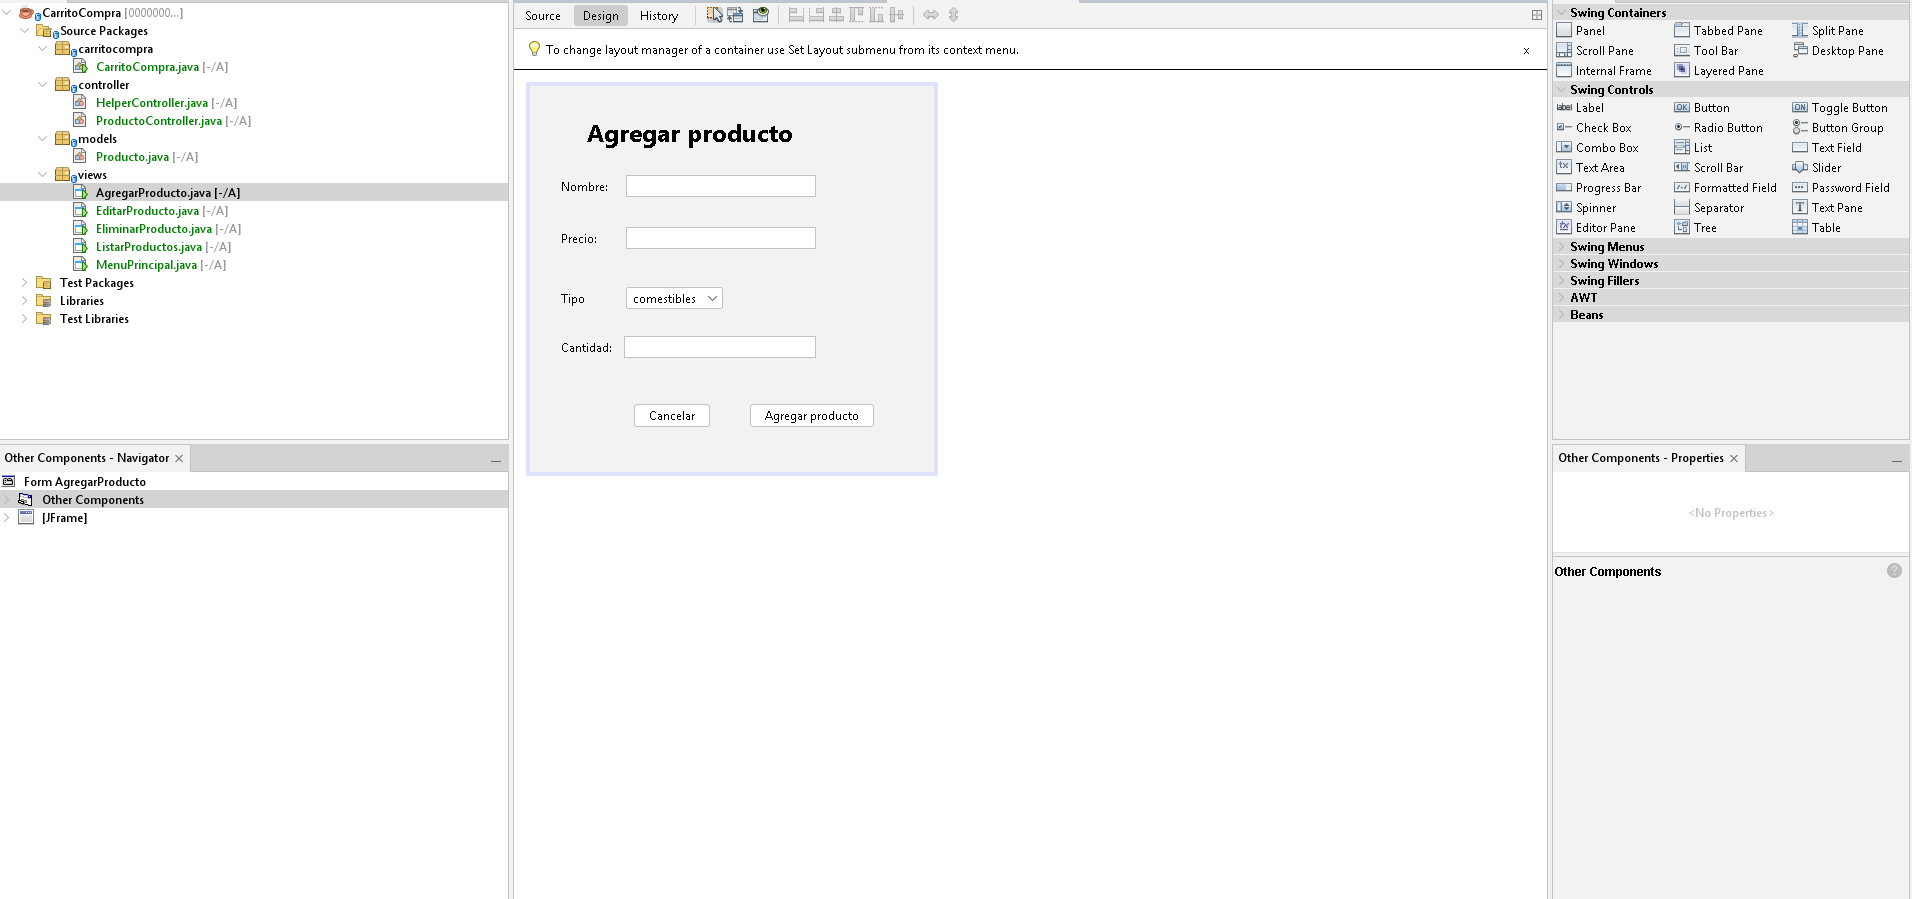 CarritoCompra [0000000...]
Source Packages
carritocompra
CarritoCompra.java [-/A]
controller
HelperController.java [-/A]
ProductoController.java [-/A]
models
Producto.java [-/A]
views
AgregarProducto.java [-/A]
EditarProducto.java [-/A]
EliminarProducto.java [-/A]
ListarProductos.java [-/A]
MenuPrincipal.java [-/A]
Test Packages
Libraries
Test Libraries
Other Components - Navigator
Form AgregarProducto
Other Components
[JFrame]
Source Design History
To change layout manager of a container use Set Layout submenu from its context menu. x
Agregar producto
Nombre:
Precio:
Tipo comestibles
Cantidad:
Cancelar Agregar producto
Swing Containers
Panel Tabbed Pane Split Pane
Scroll Pane Tool Bar Desktop Pane
Internal Frame Layered Pane
Swing Controls
label Label OK Button ON Toggle Button
Check Box Radio Button Button Group
Combo Box List Text Field
Text Area Scroll Bar Slider
Progress Bar Formatted Field Password Field
Spinner Separator Text Pane
Editor Pane Tree Table
Swing Menus
Swing Windows
Swing Fillers
AWT
Beans
Other Components - Properties
<No Properties>
Other Components ?